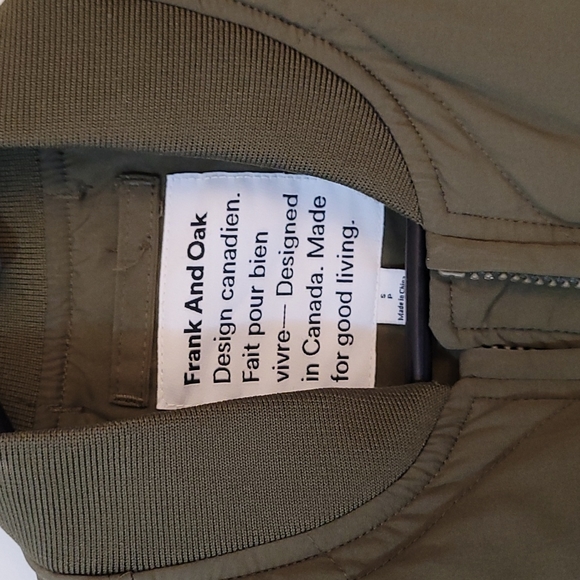 Frank And Oak
Design canadien.
Fait pour bien
vivre— Designed
in Canada. Made
for good living.
S
P
Made in China